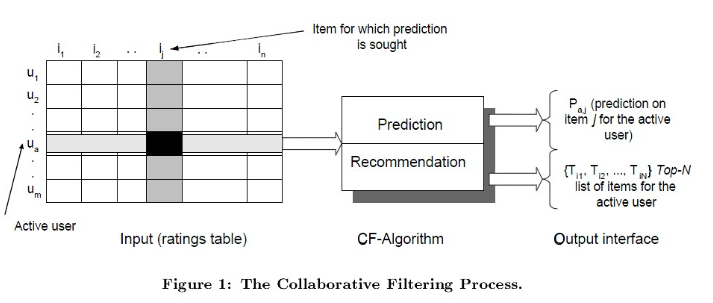 Item for which prediction
is sought
i1 i2 .. ij .. in
u1
u2
.
.
ua
.
.
um
Active user
Prediction
Recommendation
Pa,j (prediction on
item j for the active
user)
{Ti1, Ti2, ..., TiN} Top-N
list of items for the
active user
Input (ratings table)
CF-Algorithm
Output interface
Figure 1: The Collaborative Filtering Process.